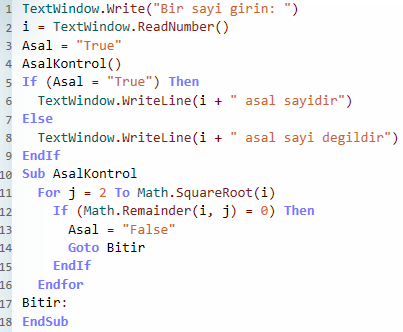 1 TextWindow.Write("Bir sayi girin: ")
2 i = TextWindow.ReadNumber()
3 Asal = "True"
4 AsalKontrol()
5 If (Asal = "True") Then
6   TextWindow.WriteLine(i + " asal sayidir")
7 Else
8   TextWindow.WriteLine(i + " asal sayi degildir")
9 EndIf
10 Sub AsalKontrol
11   For j = 2 To Math.SquareRoot(i)
12     If (Math.Remainder(i, j) = 0) Then
13       Asal = "False"
14       Goto Bitir
15     EndIf
16   Endfor
17 Bitir:
18 EndSub